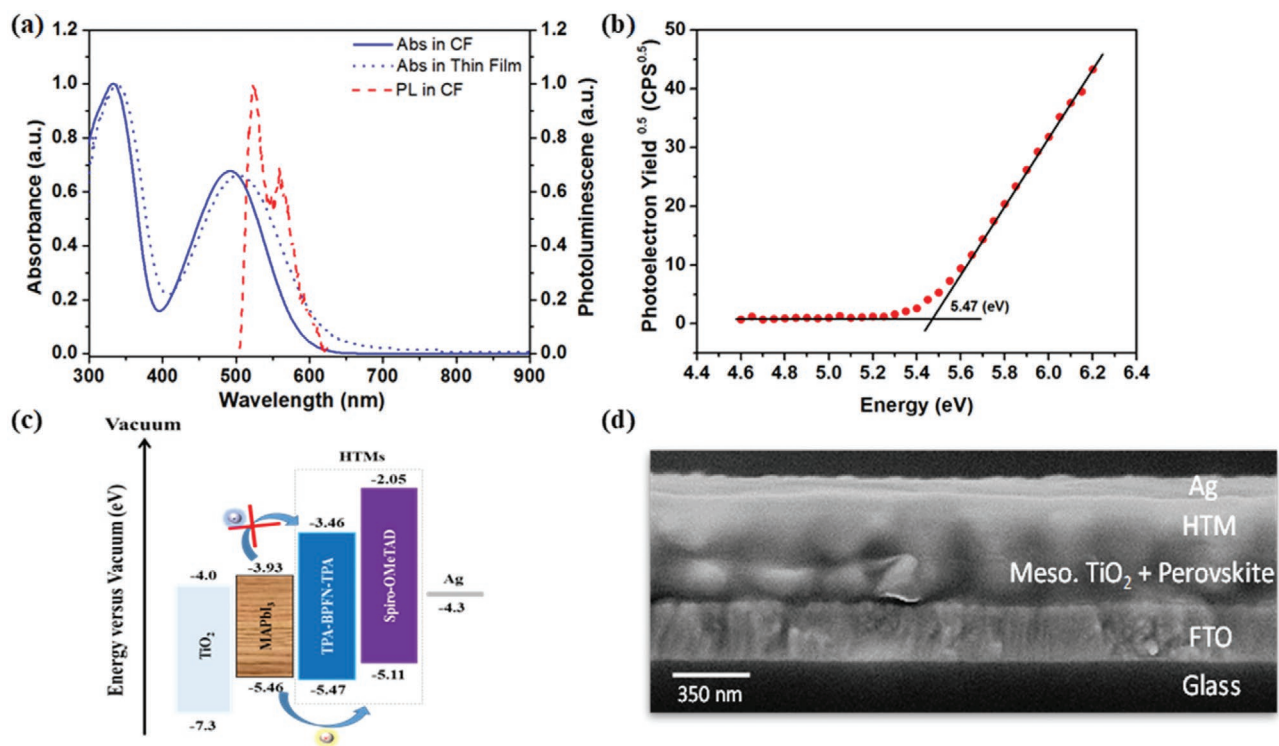 (a)
1.2
1.0
0.8
0.6
0.4
0.2
0.0
Absorbance (a.u.)
Abs in CF
Abs in Thin Film
PL in CF
1.2
1.0
0.8
0.6
0.4
0.2
0.0
Photoluminescene (a.u.)
300 400 500 600 700 800 900
Wavelength (nm)
(b)
50
40
30
20
10
0
Photoelectron Yield 0.5 (CPS0.5)
5.47 (eV)
4.4 4.6 4.8 5.0 5.2 5.4 5.6 5.8 6.0 6.2 6.4
Energy (eV)
(c)
Vacuum
Energy versus Vacuum (eV)
HTMs
-2.05
-3.46
-3.93
-4.0
TiO2
MAPbI3
TPA-BPFN-TPA
Spiro-OMeTAD
Ag
-4.3
-5.11
-5.46
-5.47
-7.3
(d)
Ag
HTM
Meso. TiO2 + Perovskite
FTO
350 nm
Glass